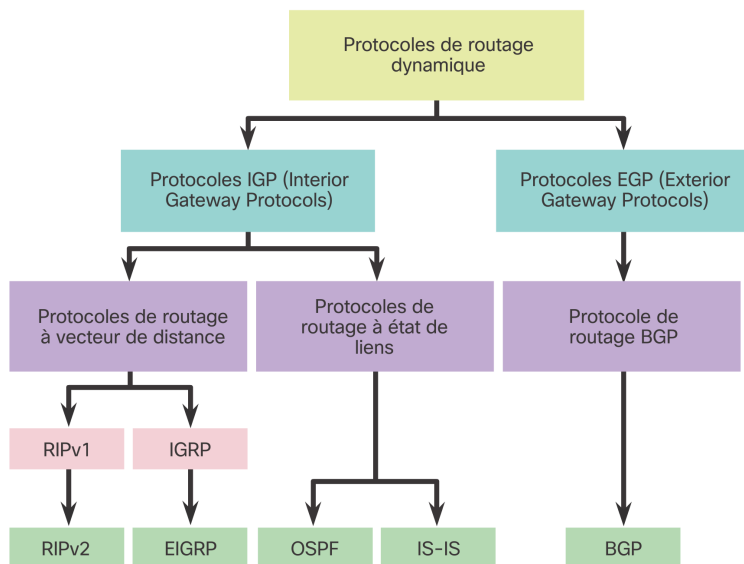 Protocoles de routage
dynamique
Protocoles IGP (Interior
Gateway Protocols)
Protocoles EGP (Exterior
Gateway Protocols)
Protocoles de routage
à vecteur de distance
Protocoles de
routage à état de
liens
Protocole de
routage BGP
RIPv1
IGRP
RIPv2
EIGRP
OSPF
IS-IS
BGP